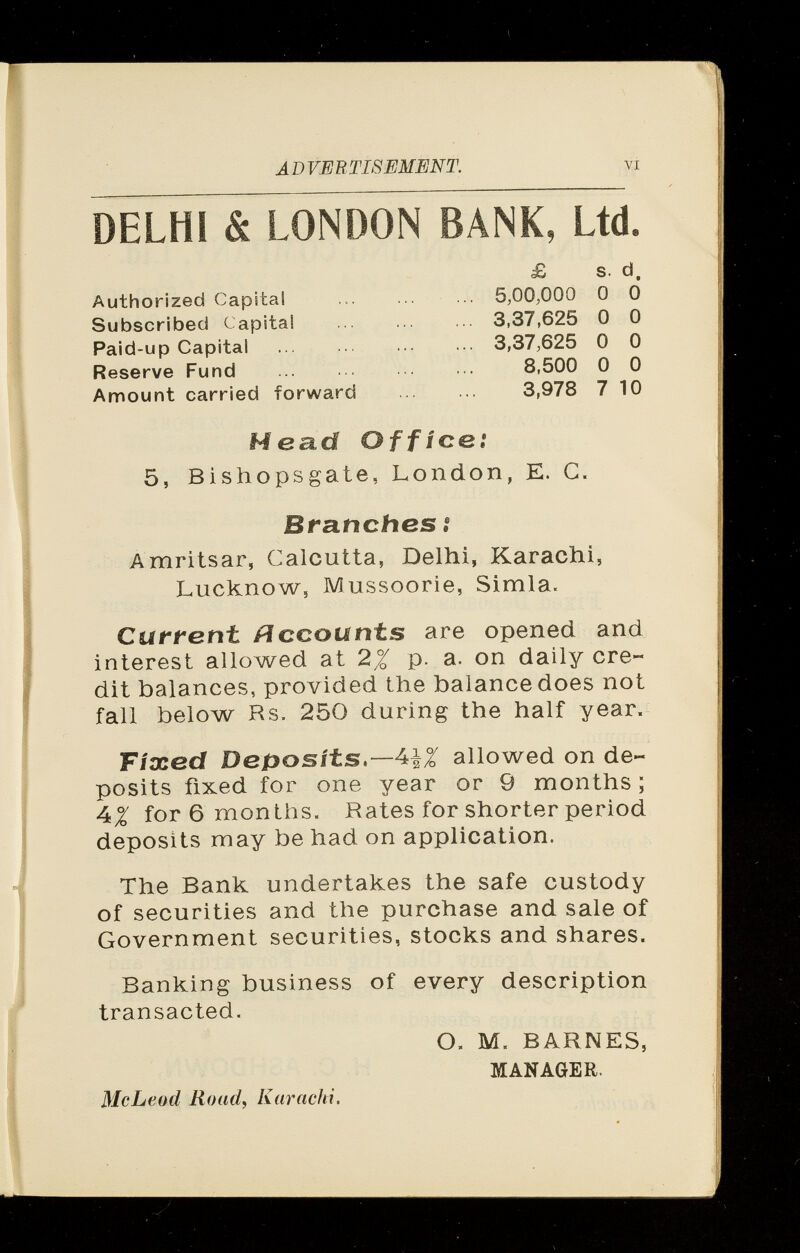 ADVERTISEMENT. VI
DELHI & LONDON BANK, Ltd.
£ s. d.
Authorized Capital ... ... ... 5,00,000 0 0
Subscribed Capital ... ... ... 3,37,625 0 0
Paid-up Capital ... ... ... ... 3,37,625 0 0
Reserve Fund ... ... ... ... 8,500 0 0
Amount carried forward ... ... 3,978 7 10
Head Office:
5, Bishopsgate, London, E. C.
Branches:
Amritsar, Calcutta, Delhi, Karachi,
Lucknow, Mussoorie, Simla.
Current Accounts are opened and
interest allowed at 2% p. a. on daily cre-
dit balances, provided the balance does not
fall below Rs. 250 during the half year.
Fixed Deposits.—4½% allowed on de-
posits fixed for one year or 9 months;
4% for 6 months. Rates for shorter period
deposits may be had on application.
The Bank undertakes the safe custody
of securities and the purchase and sale of
Government securities, stocks and shares.
Banking business of every description
transacted.
O. M. BARNES,
MANAGER.
McLeod Road, Karachi.